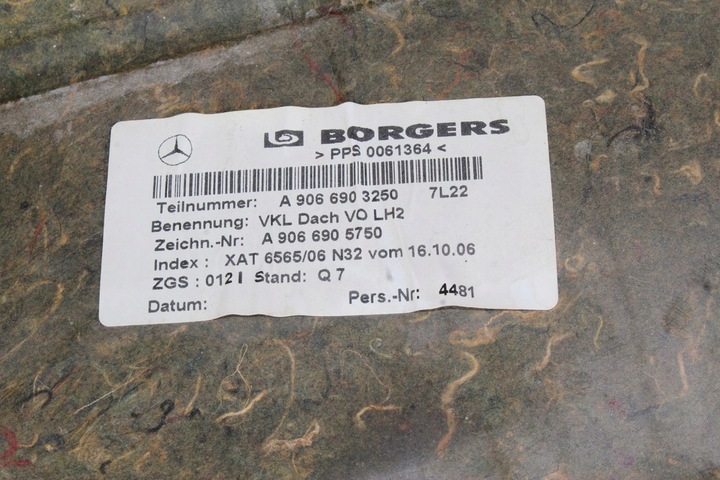 BORGERS
> PPS 0061364 <
Teilnummer: A 906 690 3250 7L22
Benennung: VKL Dach VO LH2
Zeichn.-Nr: A 906 690 5750
Index : XAT 6565/06 N32 vom 16.10.06
ZGS : 0121 Stand: Q 7
Datum: Pers.-Nr: 4481